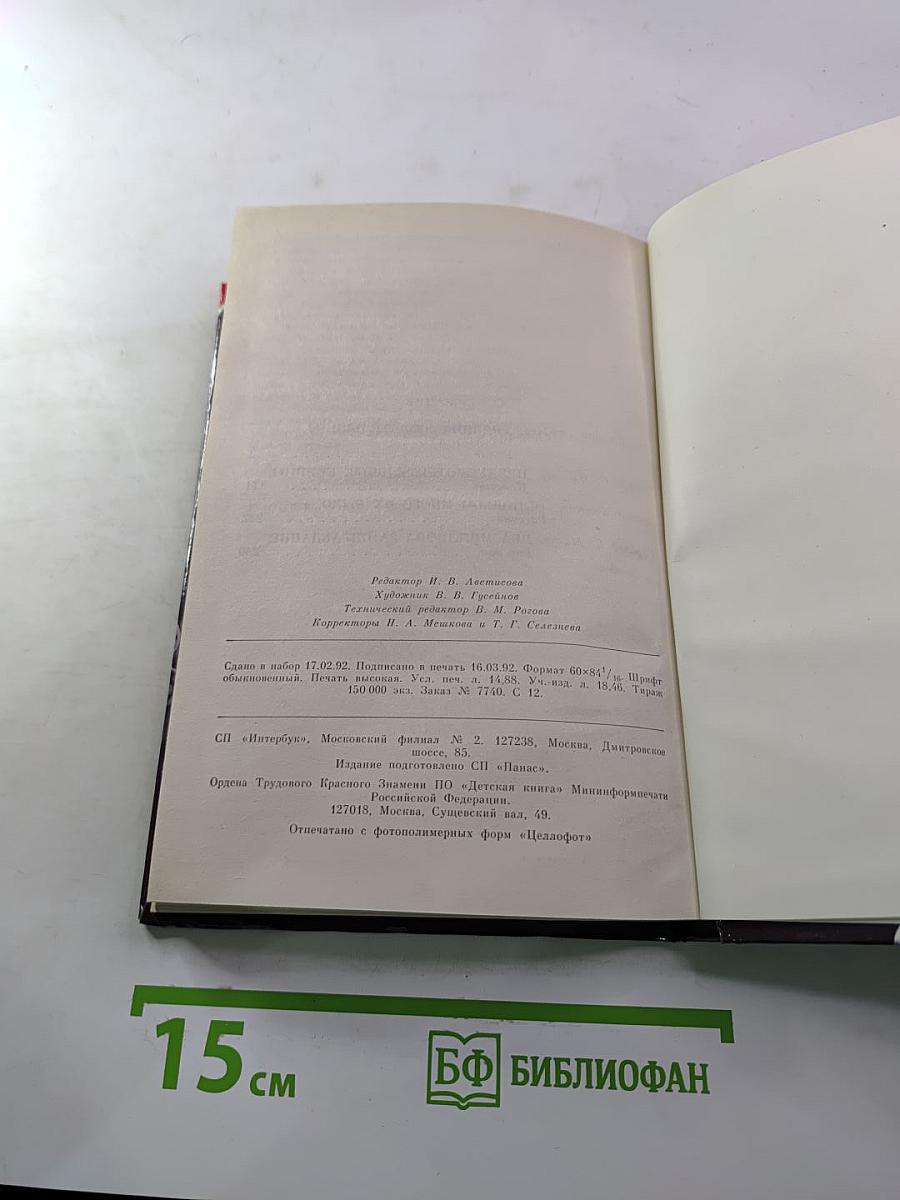 Редактор И. В. Аветисова
Художник В. В. Гусейнов
Технический редактор В. М. Рогова
Корректоры Н. А. Мешкова и Т. Г. Селезнева
Сдано в набор 17.02.92. Подписано в печать 16.03.92. Формат 60×84¹/₁₆. Шрифт
обыкновенный. Печать высокая. Усл. печ. л. 14,88. Уч.-изд. л. 18,46. Тираж
150 000 экз. Заказ № 7740. С 12.
СП «Интербук», Московский филиал № 2. 127238, Москва, Дмитровское
шоссе, 85.
Издание подготовлено СП «Панас».
Ордена Трудового Красного Знамени ПО «Детская книга» Мининформпечати
Российской Федерации.
127018, Москва, Сущевский вал, 49.
Отпечатано с фотополимерных форм «Целлофот»
15 см
БФ БИБЛИОФАН